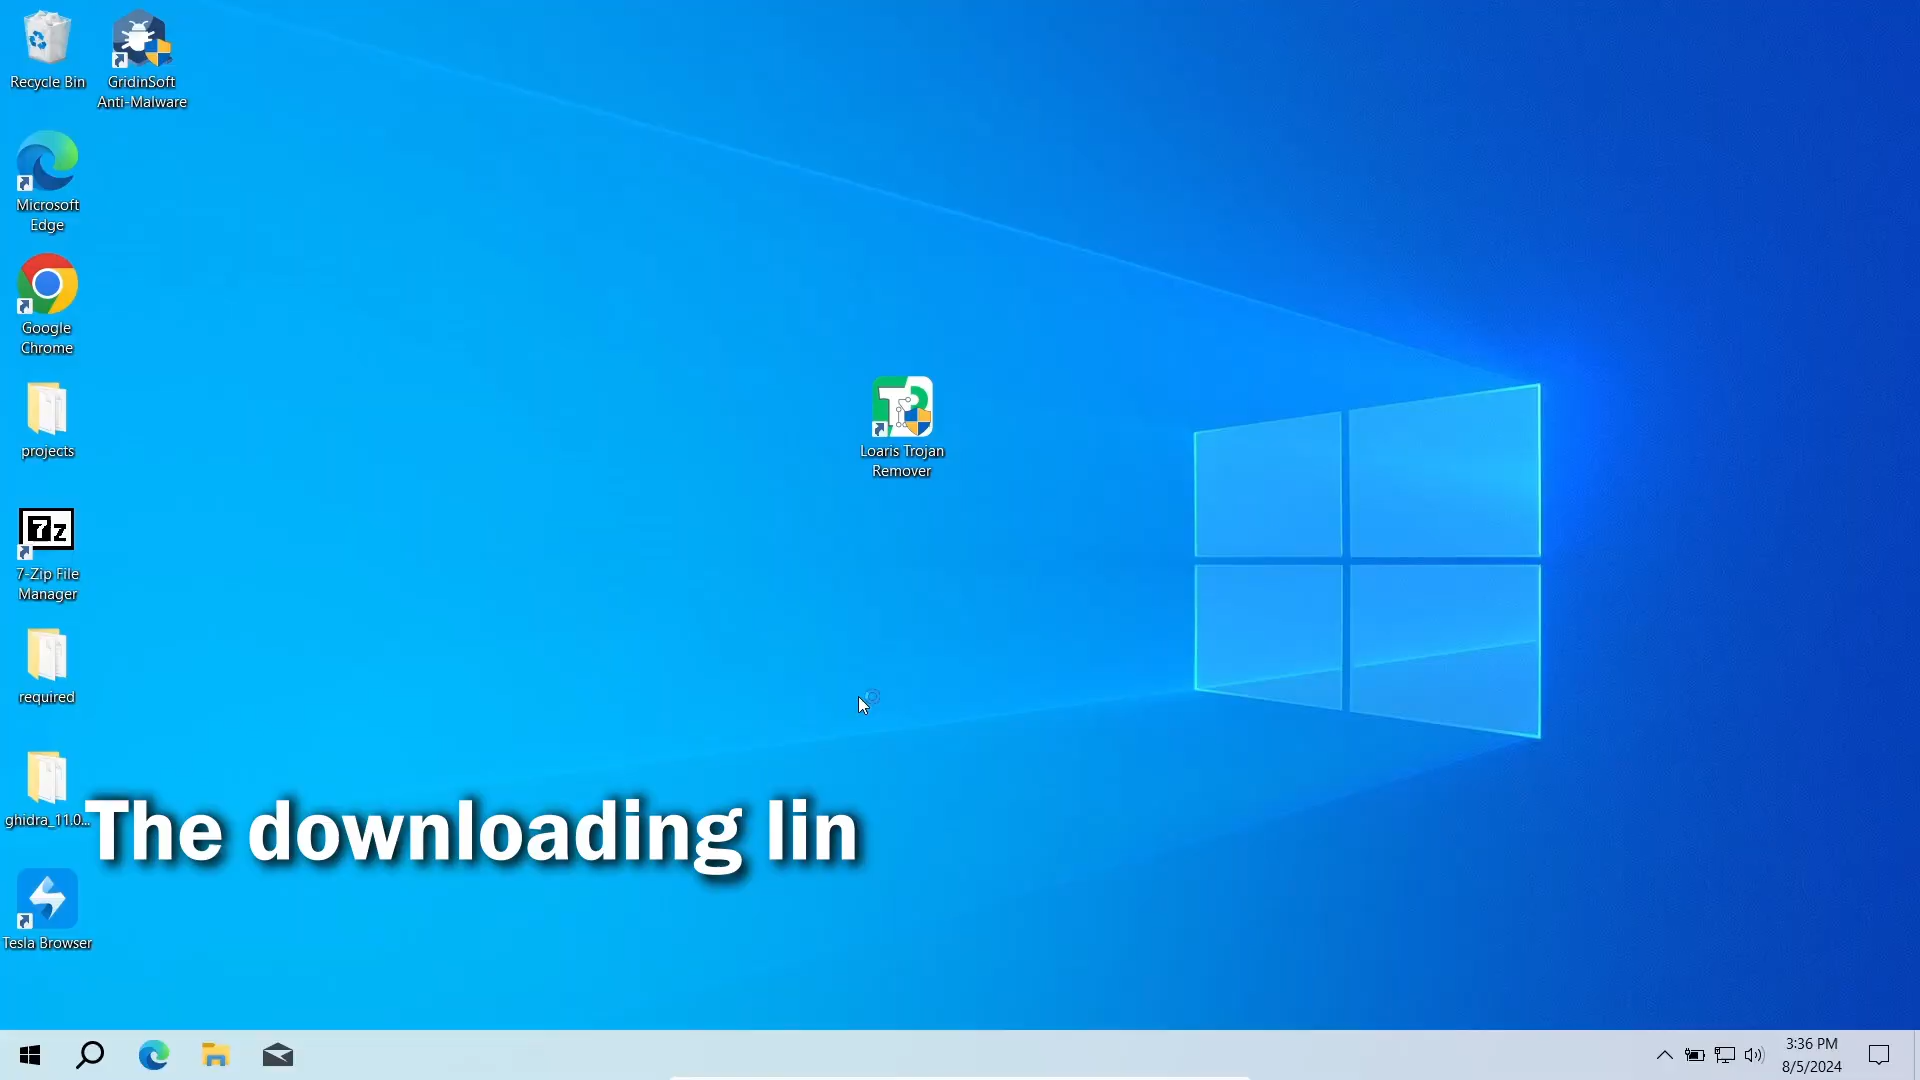 Recycle Bin
GridinSoft
Anti-Malware
Microsoft
Edge
Google
Chrome
projects
Loaris Trojan
Remover
7z
7-Zip File
Manager
required
ghidra_11.0...
The downloading lin
Tesla Browser
3:36 PM
8/5/2024